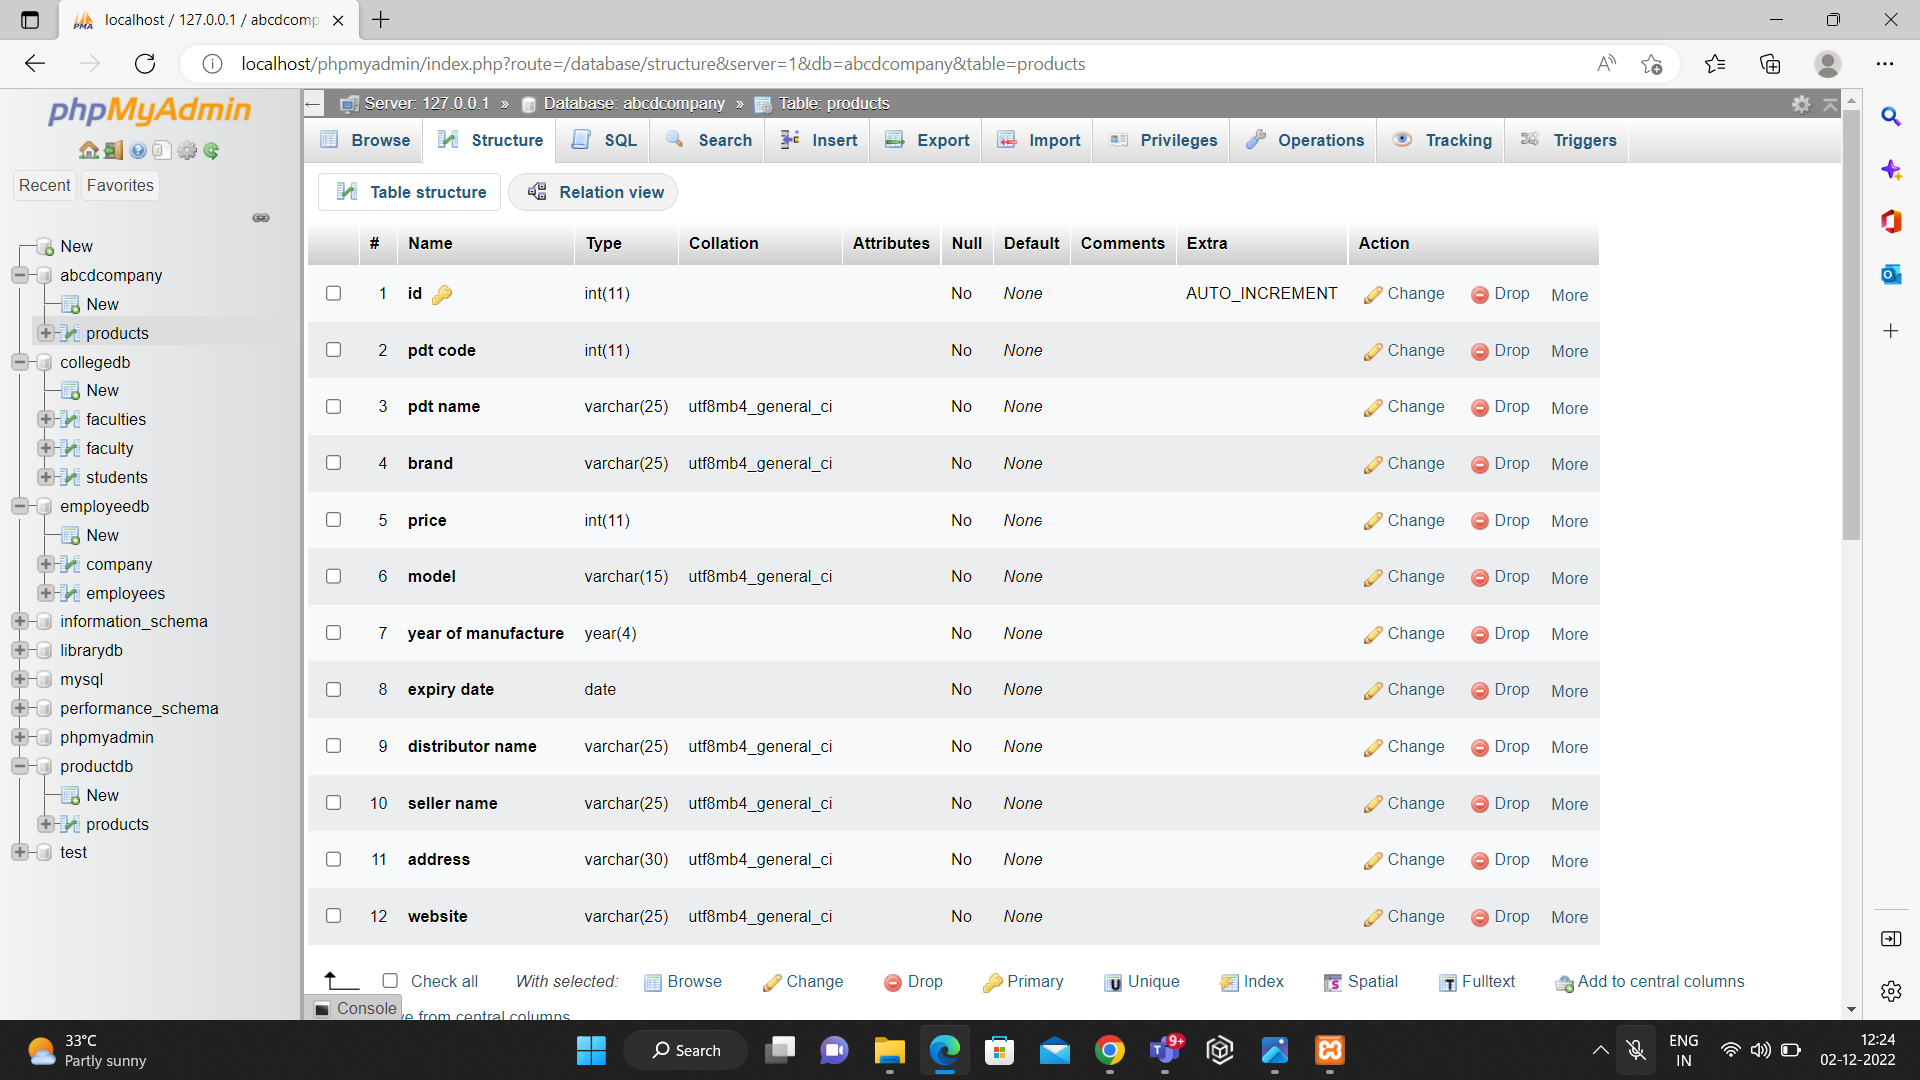 localhost / 127.0.0.1 / abcdcomp
localhost/phpmyadmin/index.php?route=/database/structure&server=1&db=abcdcompany&table=products
phpMyAdmin
Recent Favorites
New
abcdcompany
New
products
collegedb
New
faculties
faculty
students
employeedb
New
company
employees
information_schema
librarydb
mysql
performance_schema
phpmyadmin
productdb
New
products
test
Server: 127.0.0.1 » Database: abcdcompany » Table: products
Browse Structure SQL Search Insert Export Import Privileges Operations Tracking Triggers
Table structure Relation view
# Name Type Collation Attributes Null Default Comments Extra Action
1 id int(11) No None AUTO_INCREMENT Change Drop More
2 pdt code int(11) No None Change Drop More
3 pdt name varchar(25) utf8mb4_general_ci No None Change Drop More
4 brand varchar(25) utf8mb4_general_ci No None Change Drop More
5 price int(11) No None Change Drop More
6 model varchar(15) utf8mb4_general_ci No None Change Drop More
7 year of manufacture year(4) No None Change Drop More
8 expiry date date No None Change Drop More
9 distributor name varchar(25) utf8mb4_general_ci No None Change Drop More
10 seller name varchar(25) utf8mb4_general_ci No None Change Drop More
11 address varchar(30) utf8mb4_general_ci No None Change Drop More
12 website varchar(25) utf8mb4_general_ci No None Change Drop More
Check all With selected: Browse Change Drop Primary Unique Index Spatial Fulltext Add to central columns
Console
ve from central columns
33°C
Partly sunny
Search
9+
ENG
IN
12:24
02-12-2022